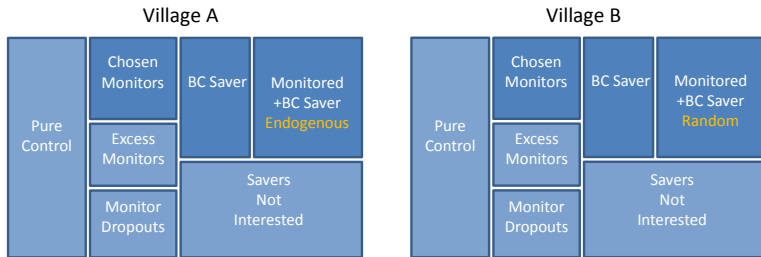 Village A
Pure
Control
Chosen
Monitors
Excess
Monitors
Monitor
Dropouts
BC Saver
Monitored
+BC Saver
Endogenous
Savers
Not
Interested
Village B
Pure
Control
Chosen
Monitors
Excess
Monitors
Monitor
Dropouts
BC Saver
Monitored
+BC Saver
Random
Savers
Not
Interested